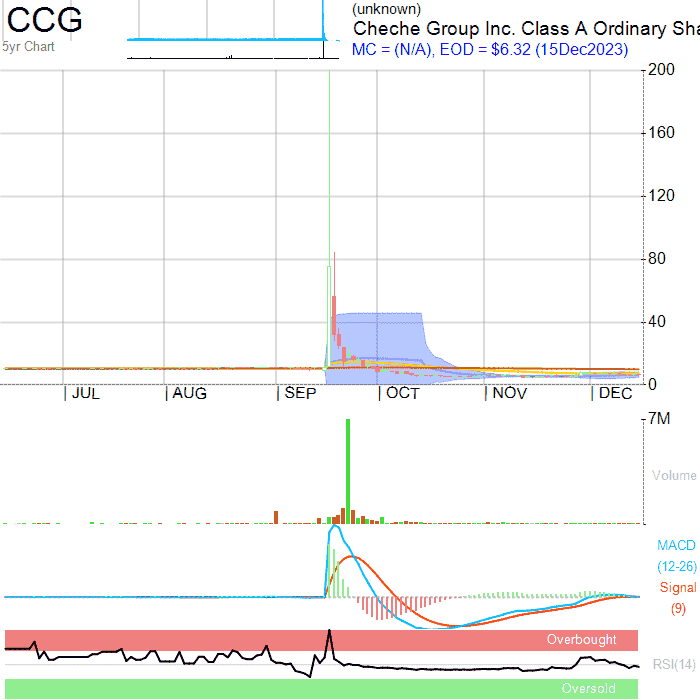 CCG
5yr Chart
(unknown)
Cheche Group Inc. Class A Ordinary Sha
MC = (N/A), EOD = $6.32 (15Dec2023)
200
160
120
80
40
0
JUL AUG SEP OCT NOV DEC
7M
Volume
MACD
(12-26)
Signal
(9)
Overbought
RSI(14)
Oversold